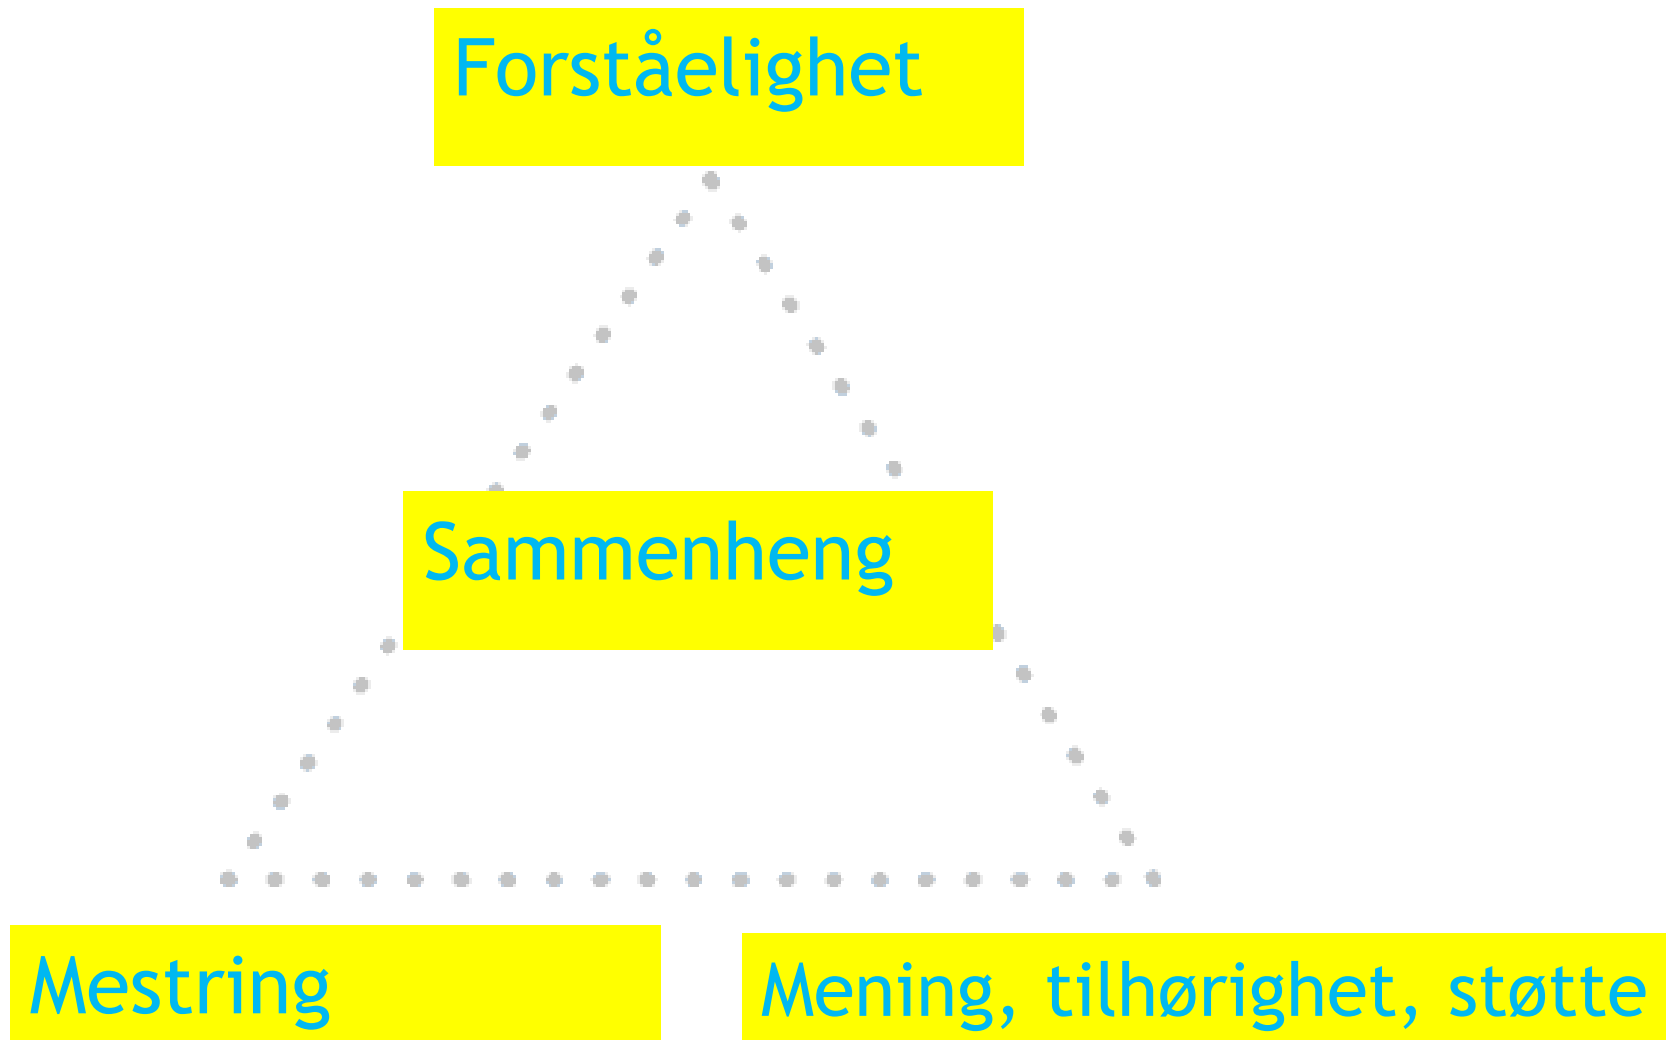 Forståelighet
Sammenheng
Mestring
Mening, tilhørighet, støtte